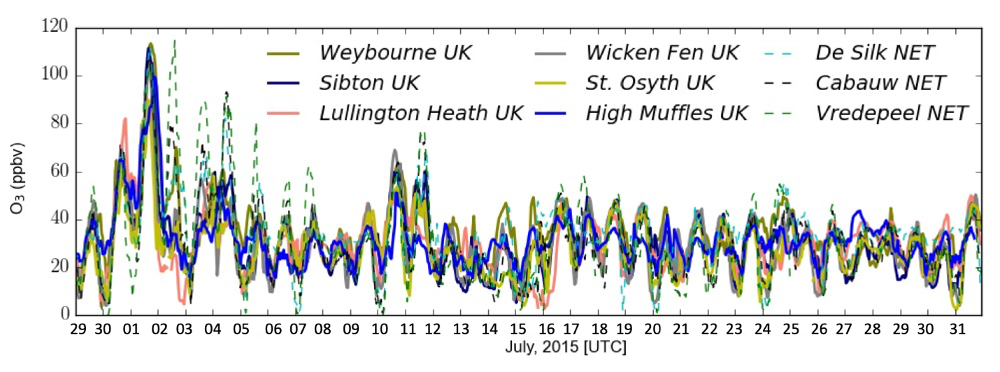 120
100
80
60
40
20
0
O3 (ppbv)
Weybourne UK
Sibton UK
Lullington Heath UK
Wicken Fen UK
St. Osyth UK
High Muffles UK
De Silk NET
Cabauw NET
Vredepeel NET
29 30 01 02 03 04 05 06 07 08 09 10 11 12 13 14 15 16 17 18 19 20 21 22 23 24 25 26 27 28 29 30 31
July, 2015 [UTC]